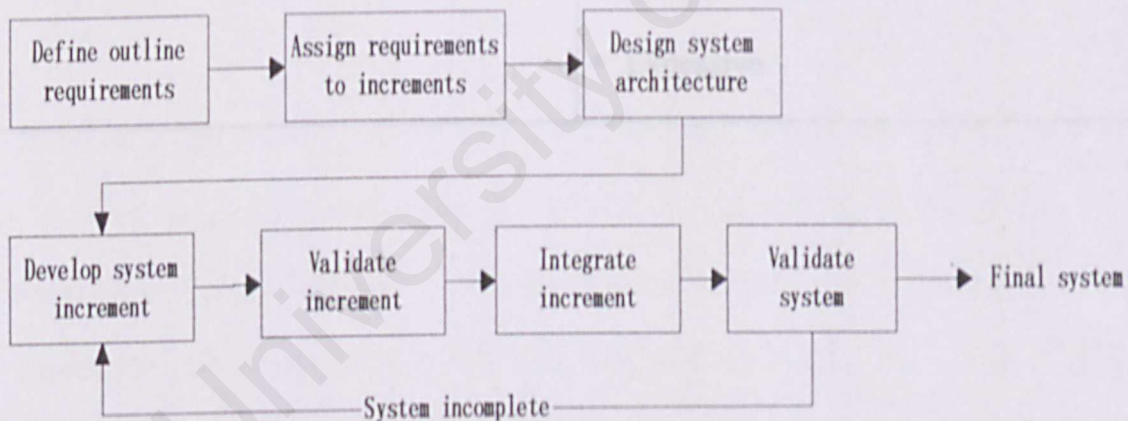 Define outline
requirements
Assign requirements
to increments
Design system
architecture
Develop system
increment
Validate
increment
Integrate
increment
Validate
system
Final system
System incomplete
University